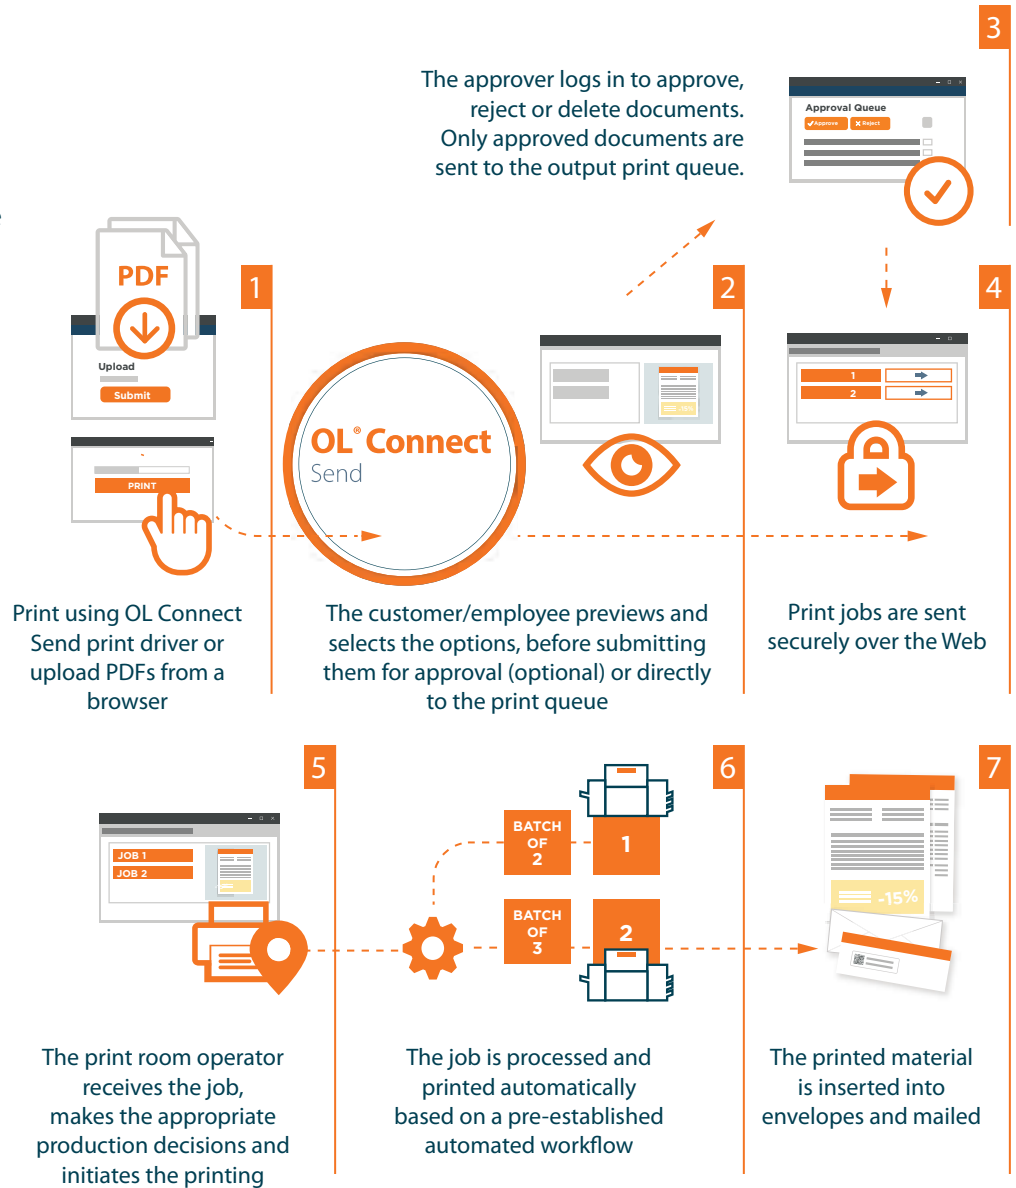 3
The approver logs in to approve,
reject or delete documents.
Only approved documents are
sent to the output print queue.
Approval Queue
Approve
Reject
1
PDF
Upload
Submit
PRINT
Print using OL Connect
Send print driver or
upload PDFs from a
browser
2
OL® Connect
Send
-15%
The customer/employee previews and
selects the options, before submitting
them for approval (optional) or directly
to the print queue
4
1
2
Print jobs are sent
securely over the Web
5
JOB 1
JOB 2
The print room operator
receives the job,
makes the appropriate
production decisions and
initiates the printing
6
BATCH
OF
2
1
BATCH
OF
3
2
The job is processed and
printed automatically
based on a pre-established
automated workflow
7
-15%
The printed material
is inserted into
envelopes and mailed